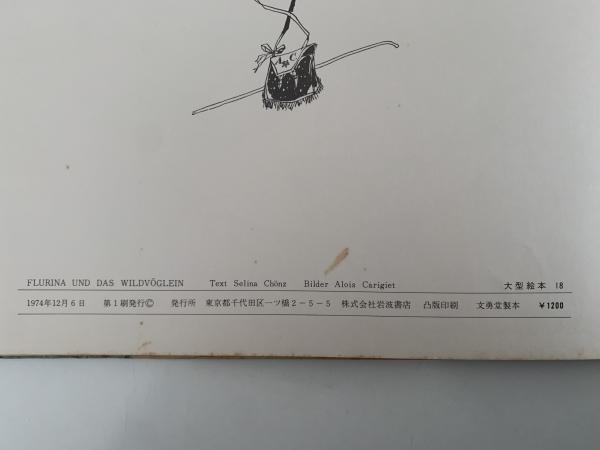 A*C
FLURINA UND DAS WILDVÖGLEIN Text Selina Chönz Bilder Alois Carigiet 大型絵本 18
1974年12月6日 第1刷発行© 発行所 東京都千代田区一ツ橋2-5-5 株式会社岩波書店 凸版印刷 文勇堂製本 ¥1200